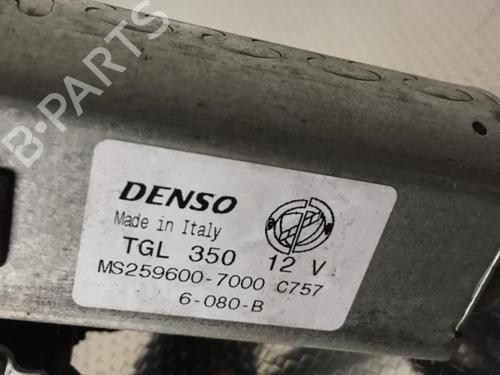 B-PARTS
DENSO
Made in Italy
TGL 350 12 V
MS259600-7000 C757
6-080-B